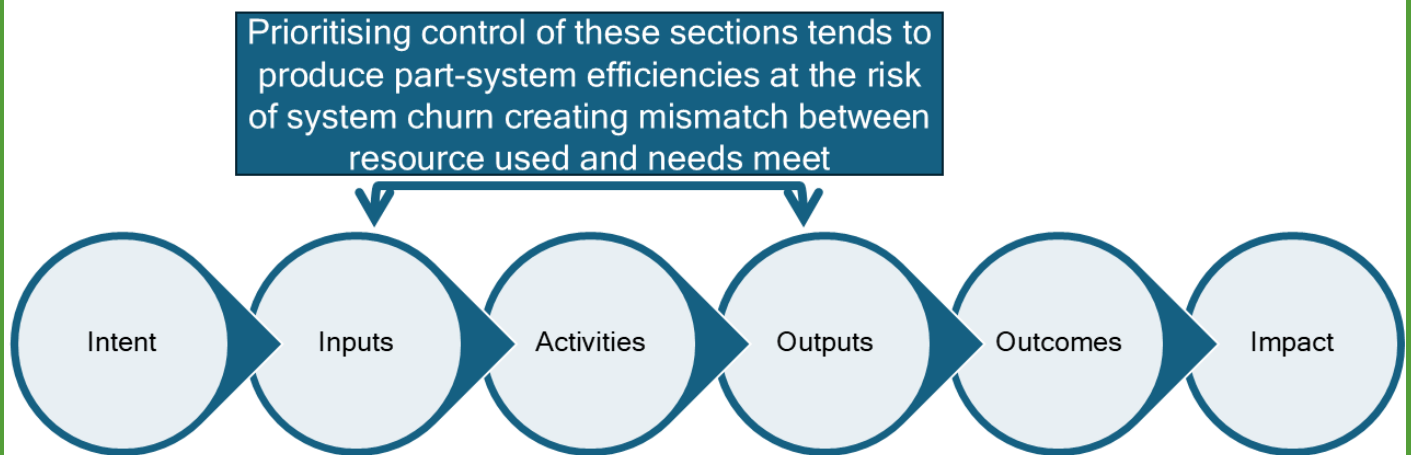 Prioritising control of these sections tends to
produce part-system efficiencies at the risk
of system churn creating mismatch between
resource used and needs meet
Intent
Inputs
Activities
Outputs
Outcomes
Impact